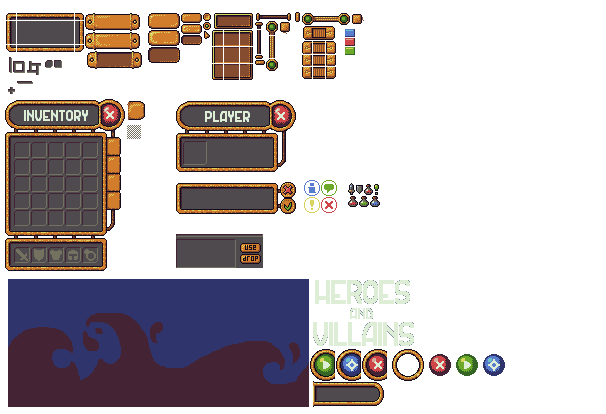 INVENTORY
PLAYER
use
drop
HEROES
AND
VILLAINS